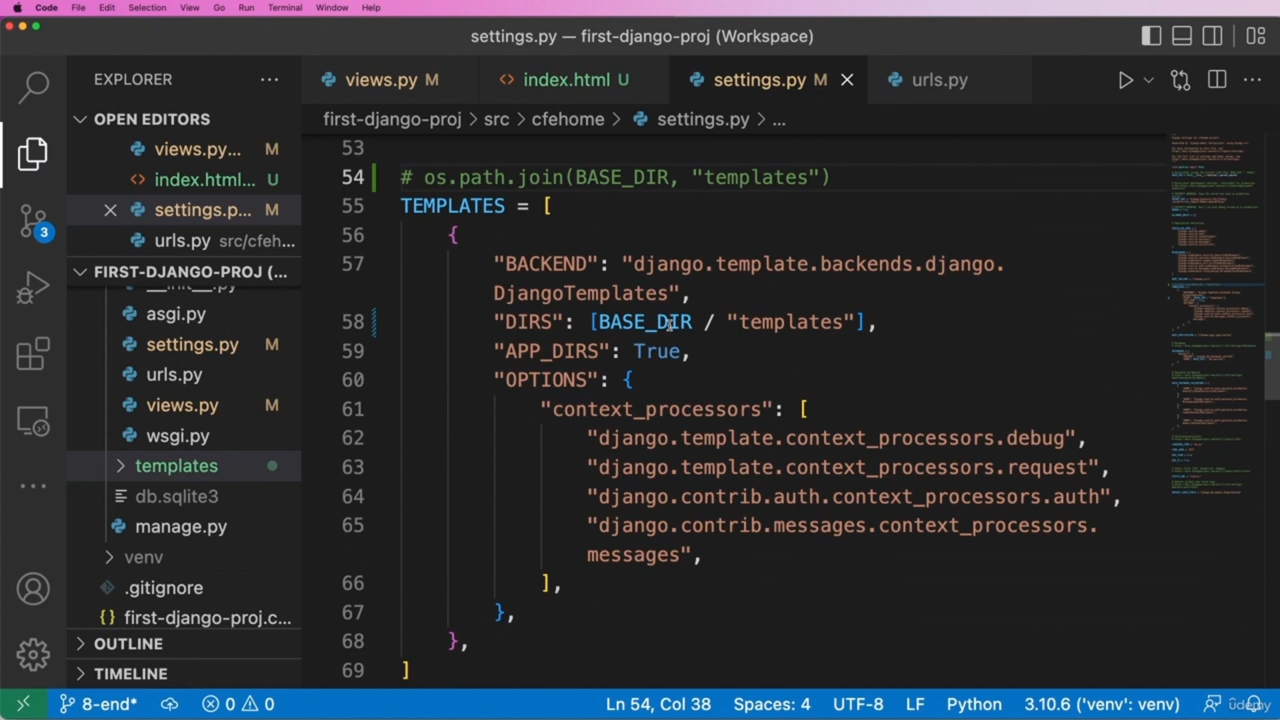 Code File Edit Selection View Go Run Terminal Window Help
settings.py — first-django-proj (Workspace)
EXPLORER
views.py M
index.html U
settings.py M
urls.py
OPEN EDITORS
views.py... M
index.html... U
settings.p... M
urls.py src/cfeh...
FIRST-DJANGO-PROJ (...
__init__.py
asgi.py
settings.py M
urls.py
views.py M
wsgi.py
templates
db.sqlite3
manage.py
venv
.gitignore
first-django-proj.c...
OUTLINE
TIMELINE
3
first-django-proj > src > cfehome > settings.py > ...
53
54 # os.path.join(BASE_DIR, "templates")
55 TEMPLATES = [
56 {
57 "BACKEND": "django.template.backends.django.
DjangoTemplates",
58 "DIRS": [BASE_DIR / "templates"],
59 "APP_DIRS": True,
60 "OPTIONS": {
61 "context_processors": [
62 "django.template.context_processors.debug",
63 "django.template.context_processors.request",
64 "django.contrib.auth.context_processors.auth",
65 "django.contrib.messages.context_processors.
messages",
66 ],
67 },
68 },
69 ]
8-end* 0 0 Ln 54, Col 38 Spaces: 4 UTF-8 LF Python 3.10.6 ('venv': venv)
udemy